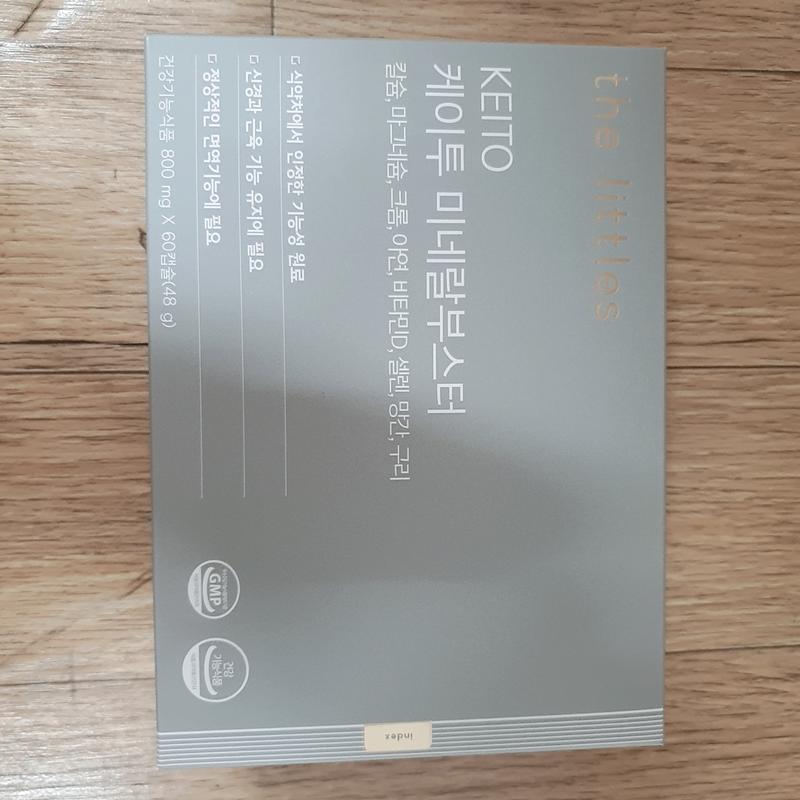 the littles
KEITO
케이투 미네랄부스터
칼슘, 마그네슘, 크롬, 아연, 비타민D, 셀렌, 망간, 구리
식약처에서 인정한 기능성 원료
신경과 근육 기능 유지에 필요
정상적인 면역기능에 필요
건강기능식품 800 mg X 60캡슐(48 g)
GMP
건강
기능식품
index